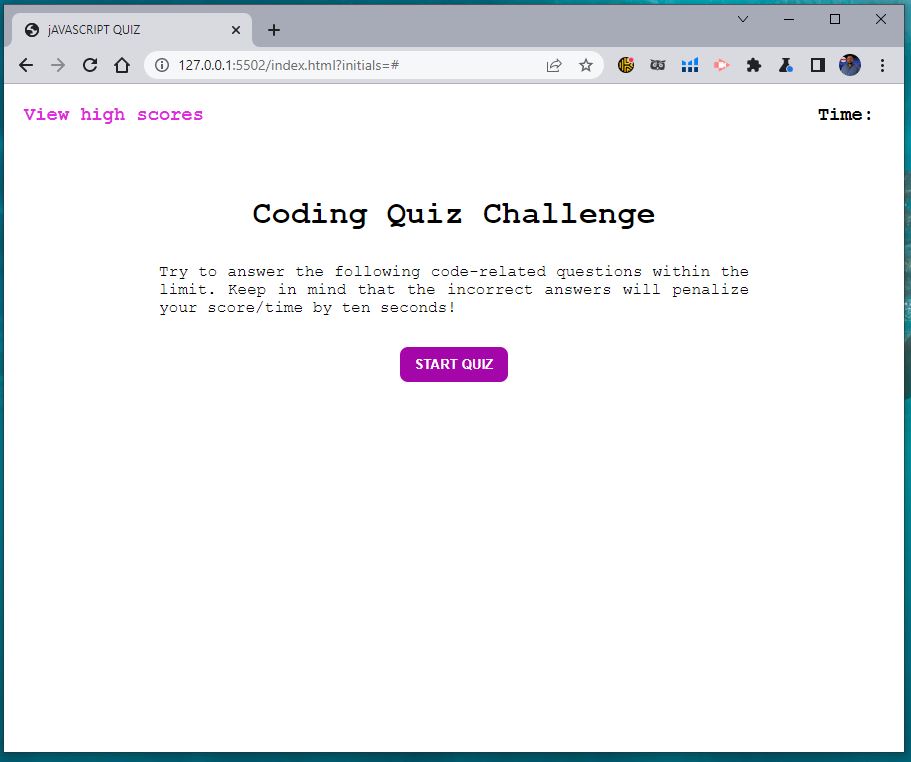 jAVASCRIPT QUIZ
127.0.0.1:5502/index.html?initials=#
View high scores
Time:
Coding Quiz Challenge
Try to answer the following code-related questions within the
limit. Keep in mind that the incorrect answers will penalize
your score/time by ten seconds!
START QUIZ